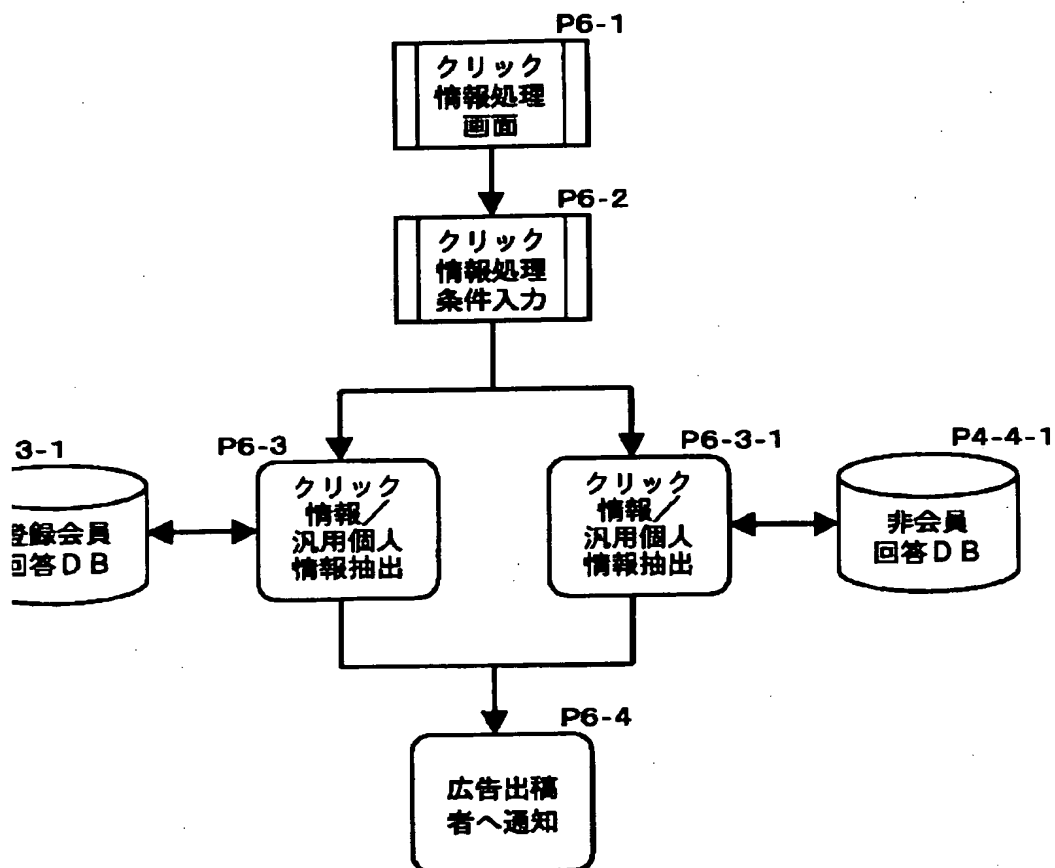 P6-1
クリック
情報処理
画面
P6-2
クリック
情報処理
条件入力
3-1
登録会員
回答DB
P6-3
クリック
情報／
汎用個人
情報抽出
P6-3-1
クリック
情報／
汎用個人
情報抽出
P4-4-1
非会員
回答DB
P6-4
広告出稿
者へ通知